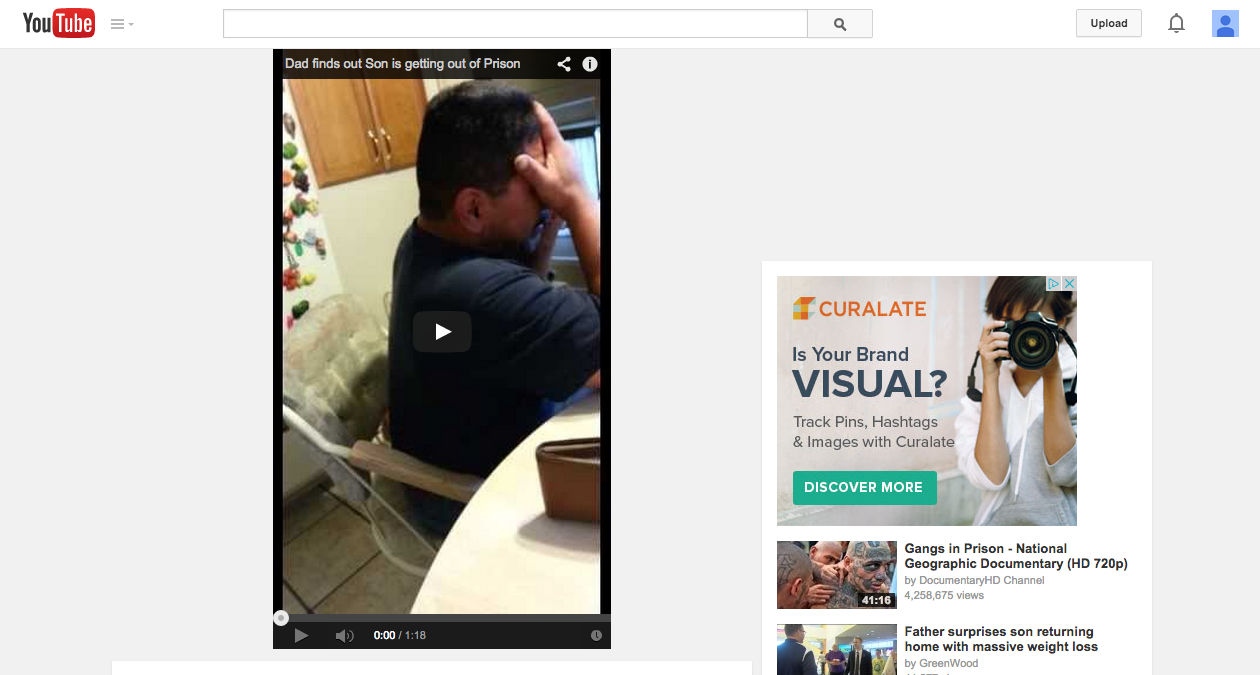 YouTube
Upload
Dad finds out Son is getting out of Prison
0:00 / 1:18
CURALATE
Is Your Brand
VISUAL?
Track Pins, Hashtags
& Images with Curalate
DISCOVER MORE
41:16
Gangs in Prison - National
Geographic Documentary (HD 720p)
by DocumentaryHD Channel
4,258,675 views
Father surprises son returning
home with massive weight loss
by GreenWood